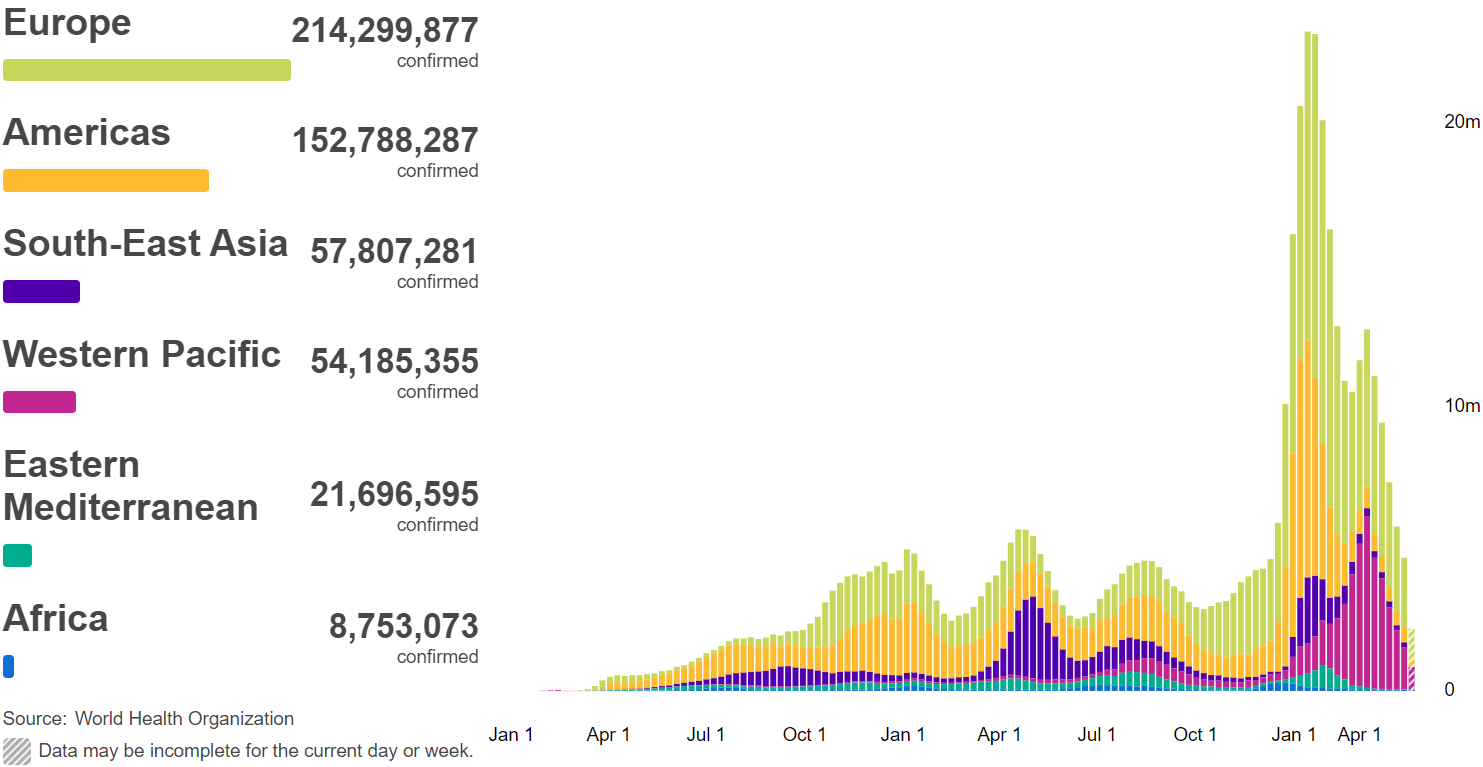 Europe
214,299,877
confirmed
Americas
152,788,287
confirmed
South-East Asia
57,807,281
confirmed
Western Pacific
54,185,355
confirmed
Eastern
Mediterranean
21,696,595
confirmed
Africa
8,753,073
confirmed
Source: World Health Organization
Data may be incomplete for the current day or week.
20m
10m
0
Jan 1 Apr 1 Jul 1 Oct 1 Jan 1 Apr 1 Jul 1 Oct 1 Jan 1 Apr 1